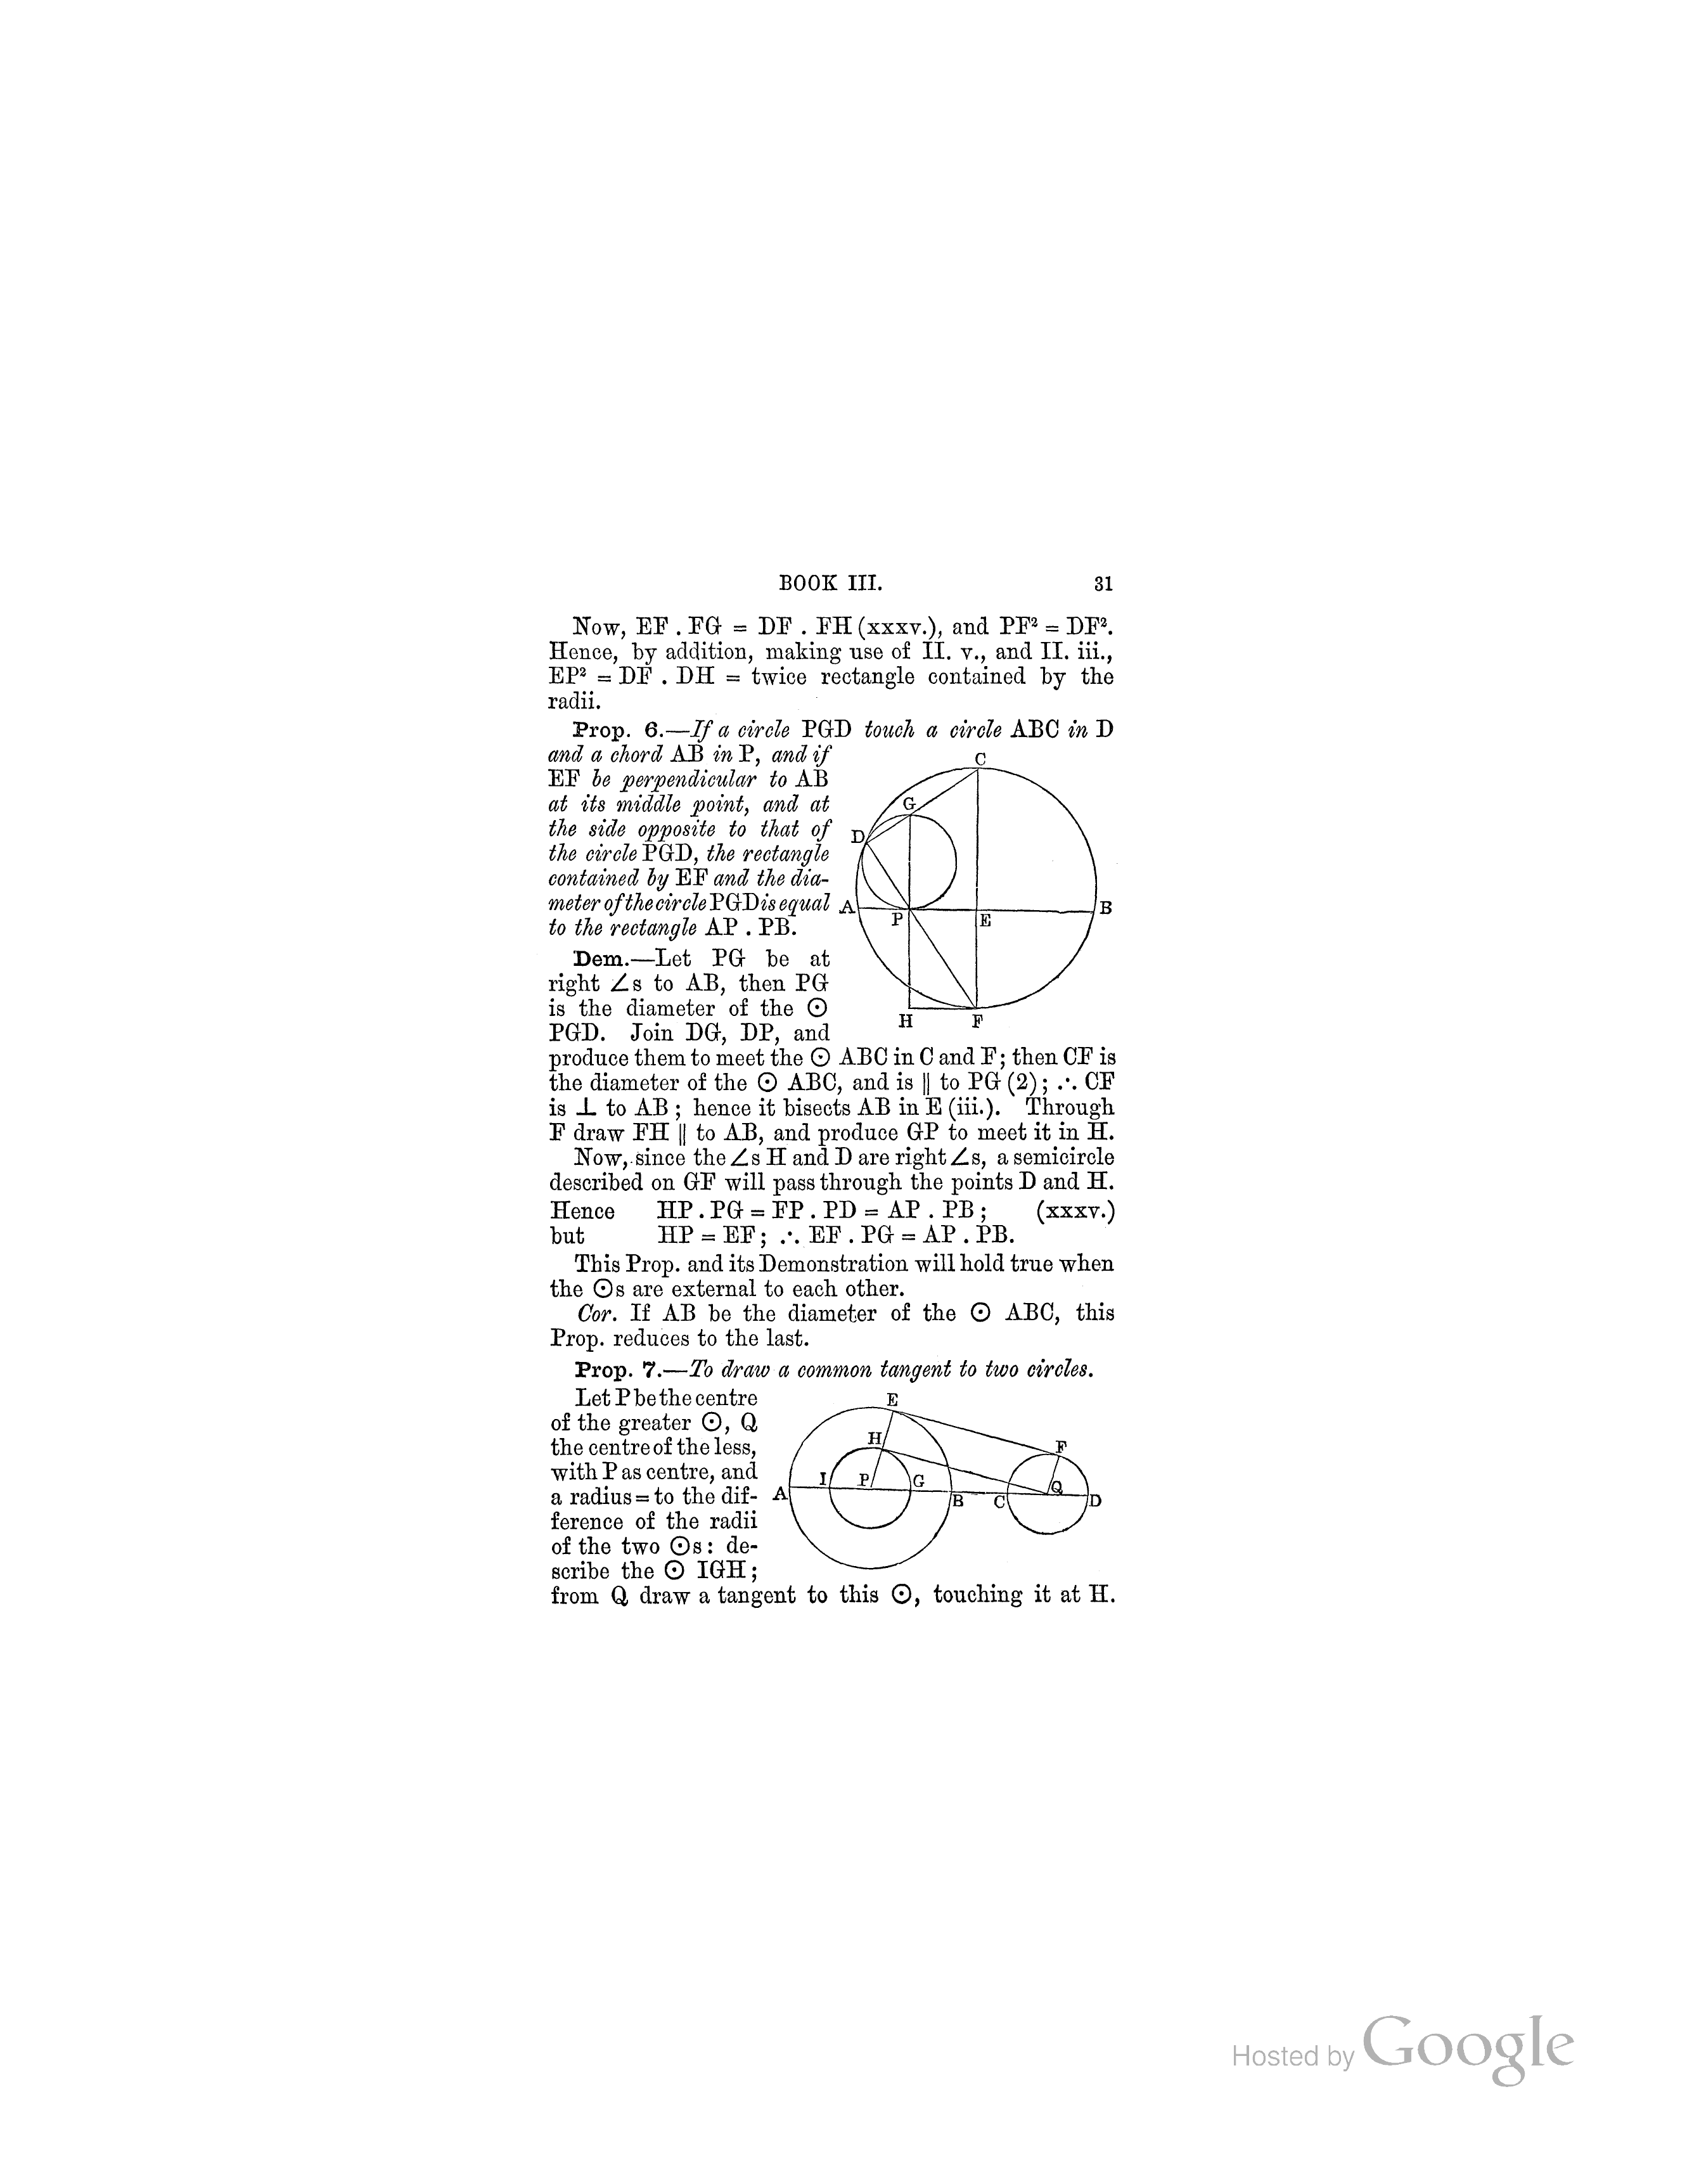 BOOK III. 31
Now, EF . FG = DF . FH (xxxv.), and PF² = DF².
Hence, by addition, making use of II. v., and II. iii.,
EP² = DF . DH = twice rectangle contained by the
radii.
Prop. 6.—If a circle PGD touch a circle ABC in D
and a chord AB in P, and if
EF be perpendicular to AB
at its middle point, and at
the side opposite to that of
the circle PGD, the rectangle
contained by EF and the dia-
meter of the circle PGD is equal
to the rectangle AP . PB.
C
G
D
A
P
E
B
H
F
Dem.—Let PG be at
right ∠s to AB, then PG
is the diameter of the ⊙
PGD. Join DG, DP, and
produce them to meet the ⊙ ABC in C and F; then CF is
the diameter of the ⊙ ABC, and is || to PG (2); ∴ CF
is ⊥ to AB; hence it bisects AB in E (iii.). Through
F draw FH || to AB, and produce GP to meet it in H.
Now, since the ∠s H and D are right ∠s, a semicircle
described on GF will pass through the points D and H.
Hence HP . PG = FP . PD = AP . PB; (xxxv.)
but HP = EF; ∴ EF . PG = AP . PB.
This Prop. and its Demonstration will hold true when
the ⊙s are external to each other.
Cor. If AB be the diameter of the ⊙ ABC, this
Prop. reduces to the last.
Prop. 7.—To draw a common tangent to two circles.
Let P be the centre
of the greater ⊙, Q
the centre of the less,
with P as centre, and
a radius = to the dif-
ference of the radii
of the two ⊙s: de-
scribe the ⊙ IGH;
E
H
F
I
P
G
Q
A
B
C
D
from Q draw a tangent to this ⊙, touching it at H.
Hosted by Google